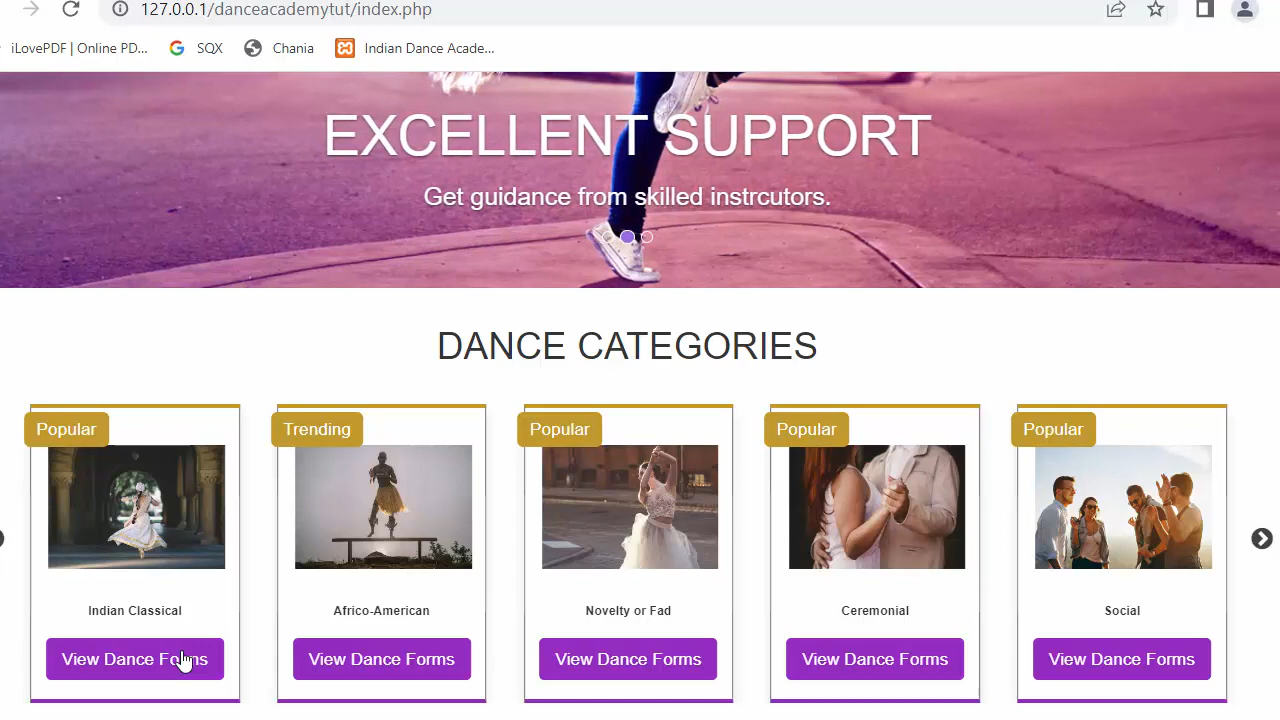 127.0.0.1/danceacademytut/index.php
iLovePDF | Online PD... SQX Chania Indian Dance Acade...
EXCELLENT SUPPORT
Get guidance from skilled instrcutors.
DANCE CATEGORIES
Popular Trending Popular Popular Popular
Indian Classical Africo-American Novelty or Fad Ceremonial Social
View Dance Forms View Dance Forms View Dance Forms View Dance Forms View Dance Forms